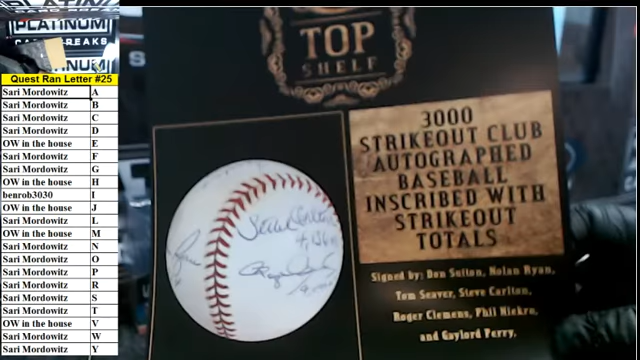 PLATINUM
PLATINUM
Quest Ran Letter #25
Sari Mordowitz A
Sari Mordowitz B
Sari Mordowitz C
Sari Mordowitz D
OW in the house E
Sari Mordowitz F
Sari Mordowitz G
OW in the house H
benrob3030 I
OW in the house J
Sari Mordowitz L
OW in the house M
Sari Mordowitz N
Sari Mordowitz O
Sari Mordowitz P
Sari Mordowitz R
Sari Mordowitz S
Sari Mordowitz T
OW in the house V
Sari Mordowitz W
Sari Mordowitz Y
TOP
SHELF
3000
STRIKEOUT CLUB
AUTOGRAPHED
BASEBALL
INSCRIBED WITH
STRIKEOUT
TOTALS
Signed by: Don Sutton, Nolan Ryan,
Tom Seaver, Steve Carlton,
Roger Clemens, Phil Niekro,
and Gaylord Perry.